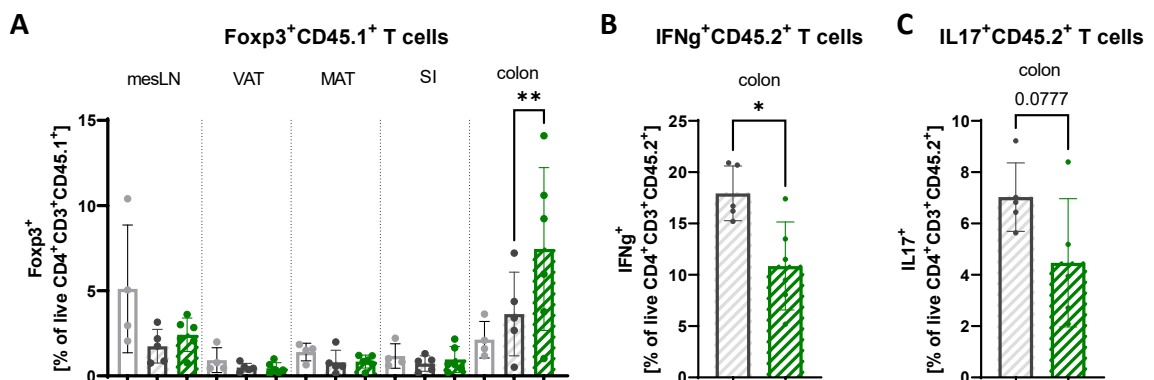 A
Foxp3⁺CD45.1⁺ T cells
mesLN
VAT
MAT
SI
colon
**
Foxp3⁺
[% of live CD4⁺CD3⁺CD45.1⁺]
15
10
5
0
B
IFNg⁺CD45.2⁺ T cells
colon
*
IFNg⁺
[% of live CD4⁺CD3⁺CD45.2⁺]
25
20
15
10
5
0
C
IL17⁺CD45.2⁺ T cells
colon
0.0777
IL17⁺
[% of live CD4⁺CD3⁺CD45.2⁺]
10
8
6
4
2
0